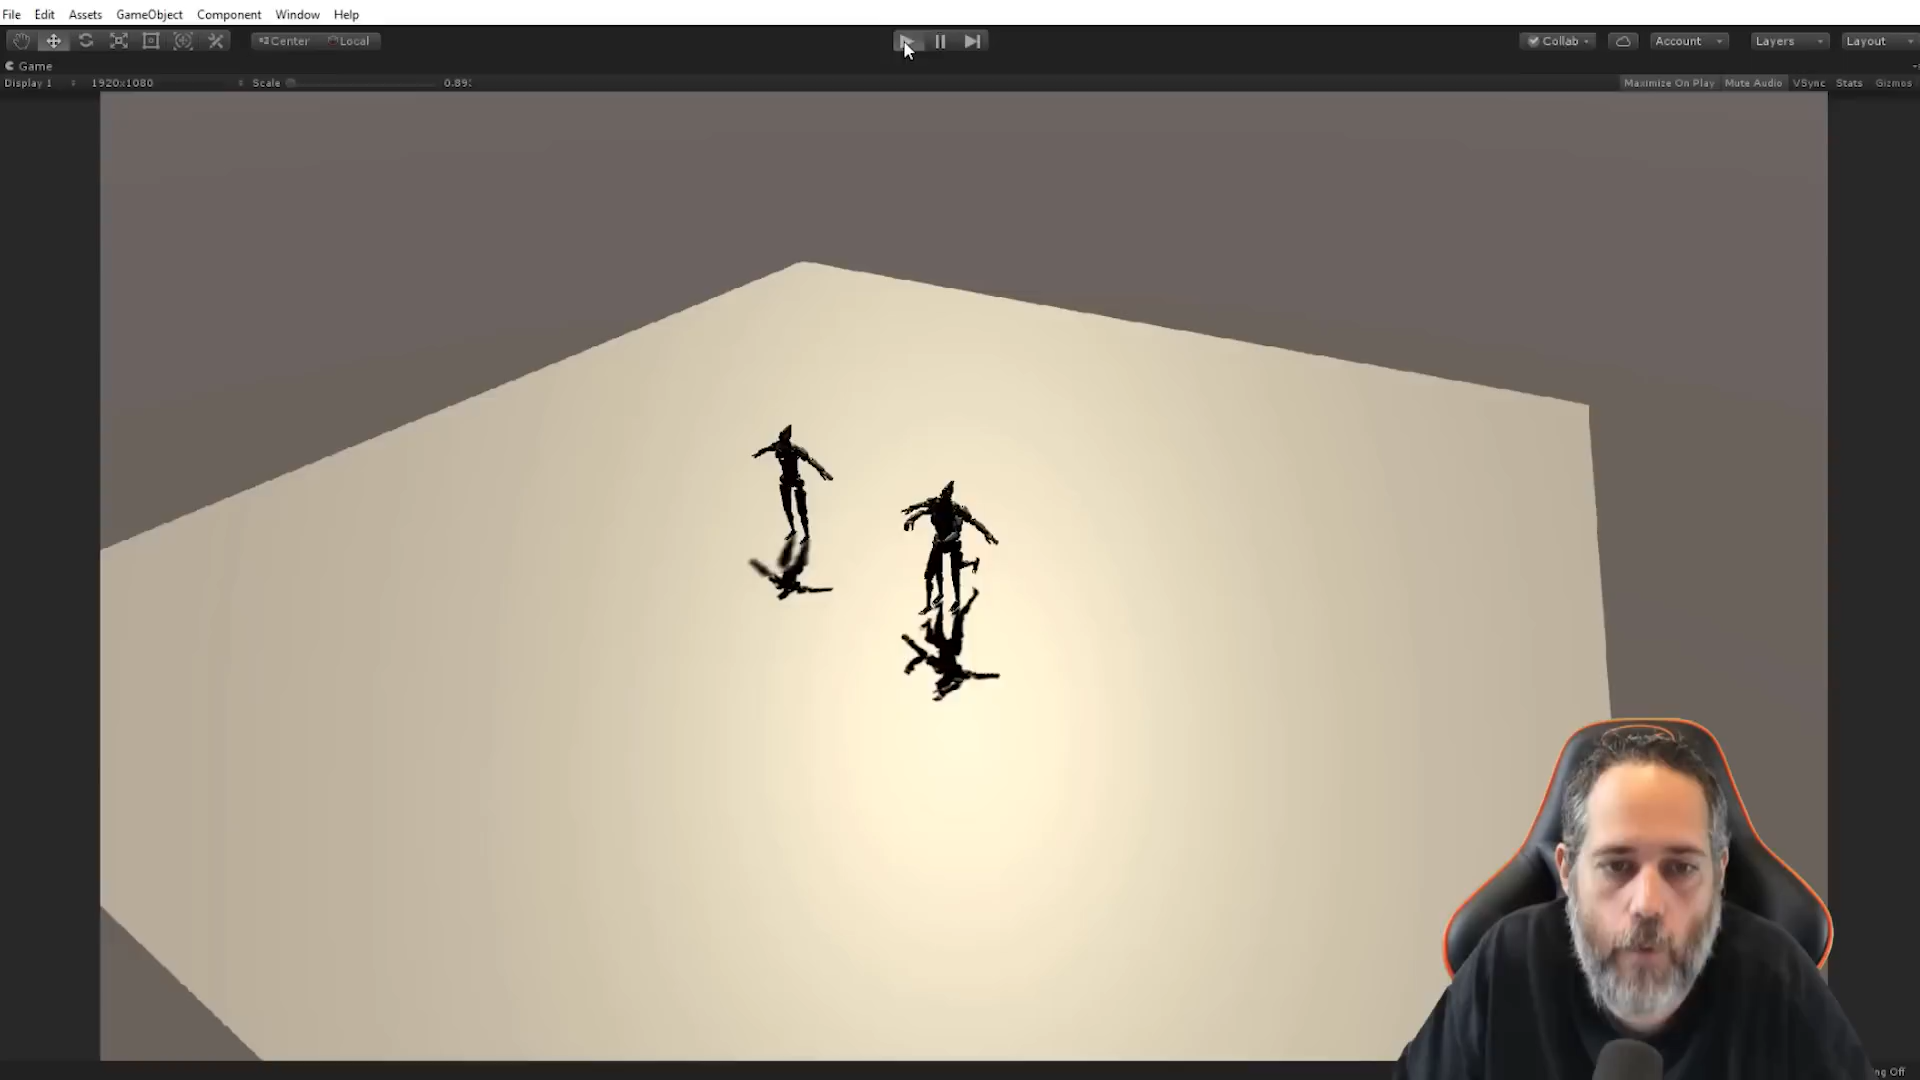 File Edit Assets GameObject Component Window Help
Center Local Collab Account Layers Layout
Game
Display 1 1920x1080 Scale 0.89 Maximize On Play Mute Audio VSync Stats Gizmos
Off